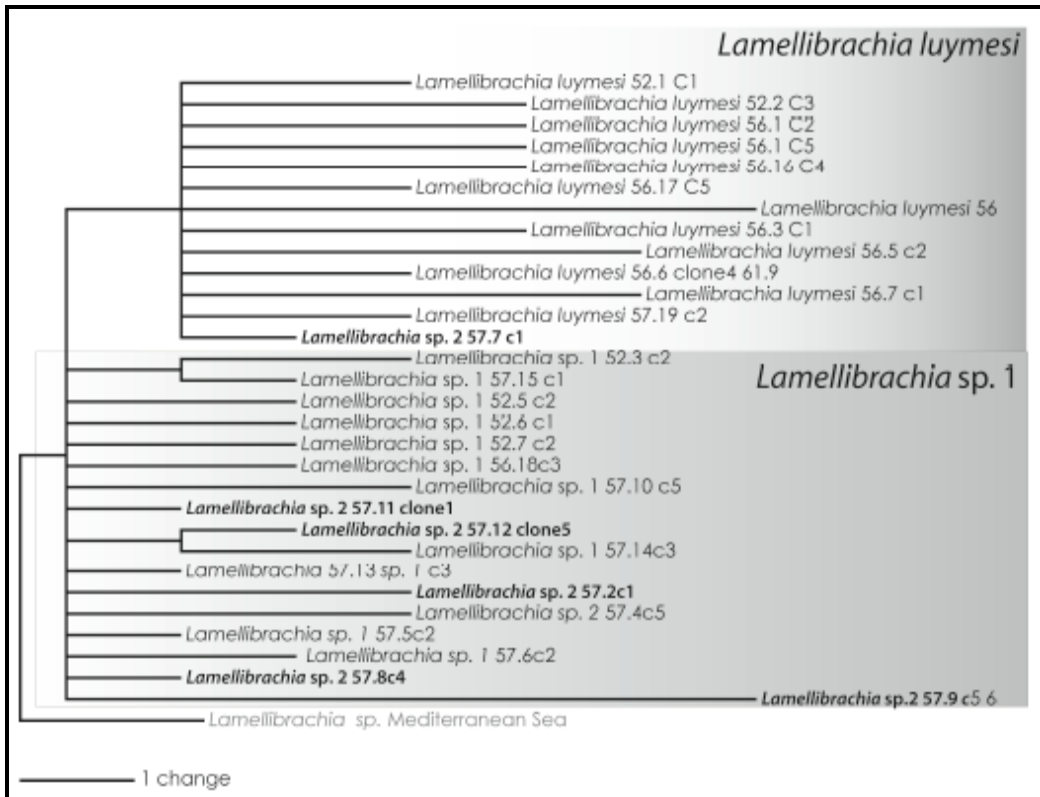 Lamellibrachia luymesi
Lamellibrachia luymesi 52.1 C1
Lamellibrachia luymesi 52.2 C3
Lamellibrachia luymesi 56.1 C2
Lamellibrachia luymesi 56.1 C5
Lamellibrachia luymesi 56.16 C4
Lamellibrachia luymesi 56.17 C5
Lamellibrachia luymesi 56
Lamellibrachia luymesi 56.3 C1
Lamellibrachia luymesi 56.5 c2
Lamellibrachia luymesi 56.6 clone4 61.9
Lamellibrachia luymesi 56.7 c1
Lamellibrachia luymesi 57.19 c2
Lamellibrachia sp. 2 57.7 c1
Lamellibrachia sp. 1 52.3 c2
Lamellibrachia sp. 1
Lamellibrachia sp. 1 57.15 c1
Lamellibrachia sp. 1 52.5 c2
Lamellibrachia sp. 1 52.6 c1
Lamellibrachia sp. 1 52.7 c2
Lamellibrachia sp. 1 56.18c3
Lamellibrachia sp. 1 57.10 c5
Lamellibrachia sp. 2 57.11 clone1
Lamellibrachia sp. 2 57.12 clone5
Lamellibrachia sp. 1 57.14c3
Lamellibrachia 57.13 sp. 1 c3
Lamellibrachia sp. 2 57.2c1
Lamellibrachia sp. 2 57.4c5
Lamellibrachia sp. 1 57.5c2
Lamellibrachia sp. 1 57.6c2
Lamellibrachia sp. 2 57.8c4
Lamellibrachia sp.2 57.9 c5 6
Lamellibrachia sp. Mediterranean Sea
1 change